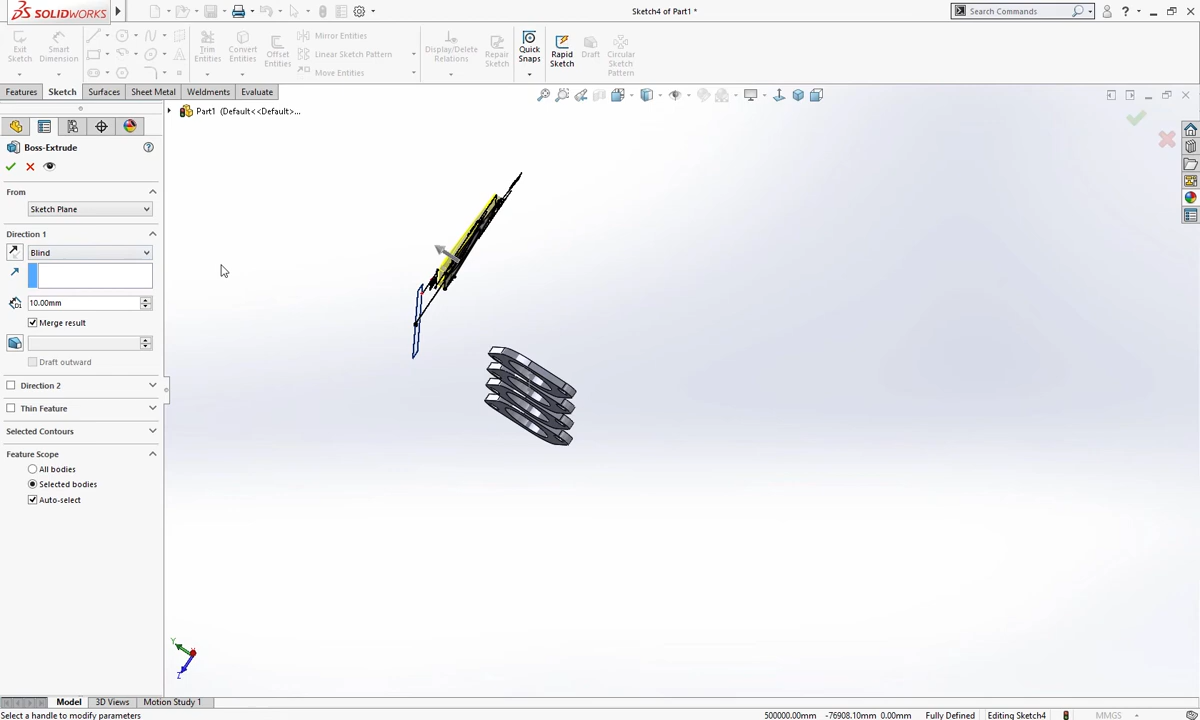 SOLIDWORKS
Sketch4 of Part1 *
Search Commands
?
Exit Sketch
Smart Dimension
Trim Entities
Convert Entities
Offset Entities
Mirror Entities
Linear Sketch Pattern
Move Entities
Display/Delete Relations
Repair Sketch
Quick Snaps
Rapid Sketch
Draft
Circular Sketch Pattern
Features
Sketch
Surfaces
Sheet Metal
Weldments
Evaluate
Part1 (Default<<Default>...
Boss-Extrude
From
Sketch Plane
Direction 1
Blind
10.00mm
Merge result
Draft outward
Direction 2
Thin Feature
Selected Contours
Feature Scope
All bodies
Selected bodies
Auto-select
Y
Z
Model
3D Views
Motion Study 1
Select a handle to modify parameters
500000.00mm
-76908.10mm
0.00mm
Fully Defined
Editing Sketch4
MMGS